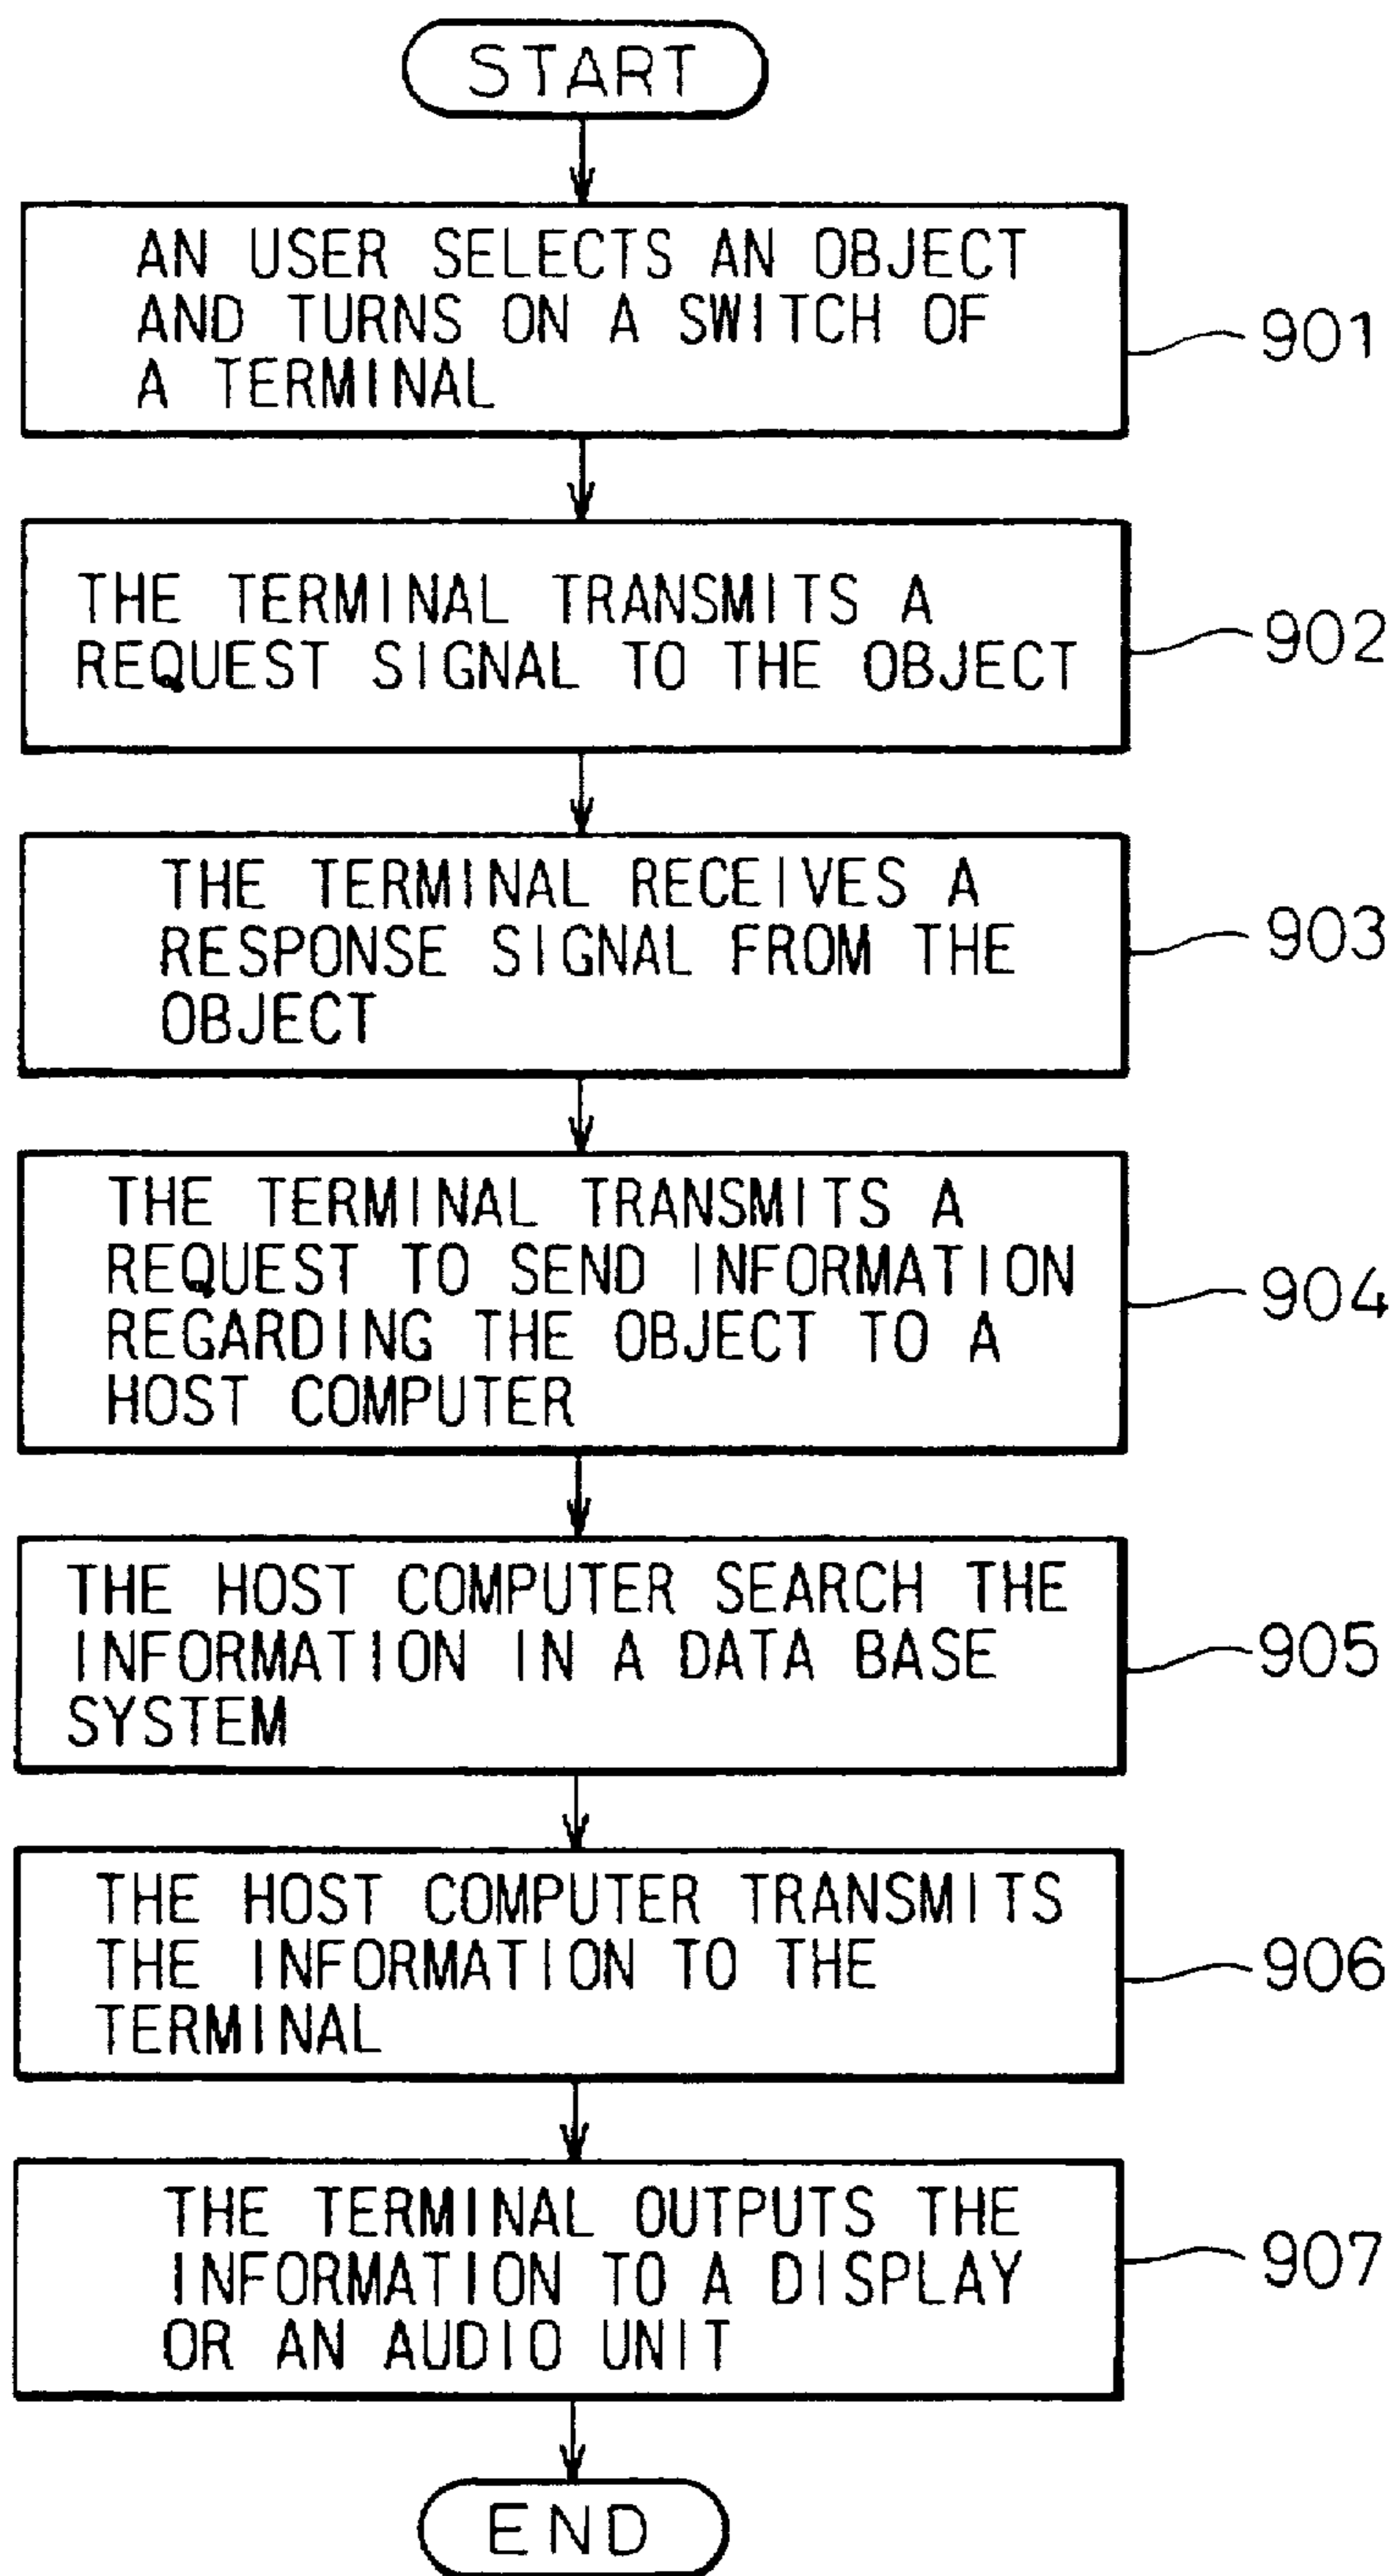 START
AN USER SELECTS AN OBJECT
AND TURNS ON A SWITCH OF
A TERMINAL
901
THE TERMINAL TRANSMITS A
REQUEST SIGNAL TO THE OBJECT
902
THE TERMINAL RECEIVES A
RESPONSE SIGNAL FROM THE
OBJECT
903
THE TERMINAL TRANSMITS A
REQUEST TO SEND INFORMATION
REGARDING THE OBJECT TO A
HOST COMPUTER
904
THE HOST COMPUTER SEARCH THE
INFORMATION IN A DATA BASE
SYSTEM
905
THE HOST COMPUTER TRANSMITS
THE INFORMATION TO THE
TERMINAL
906
THE TERMINAL OUTPUTS THE
INFORMATION TO A DISPLAY
OR AN AUDIO UNIT
907
END